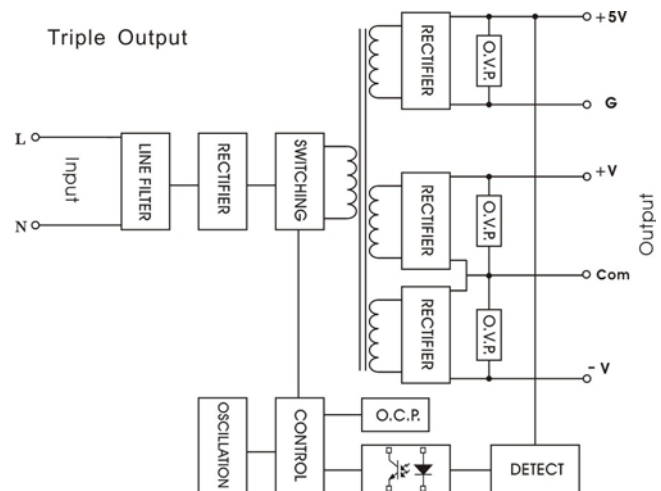 Triple Output
L
N
Input
LINE FILTER
RECTIFIER
SWITCHING
RECTIFIER
O.V.P.
+5V
G
RECTIFIER
O.V.P.
+V
Com
RECTIFIER
O.V.P.
- V
Output
OSCILLATION
CONTROL
O.C.P.
DETECT